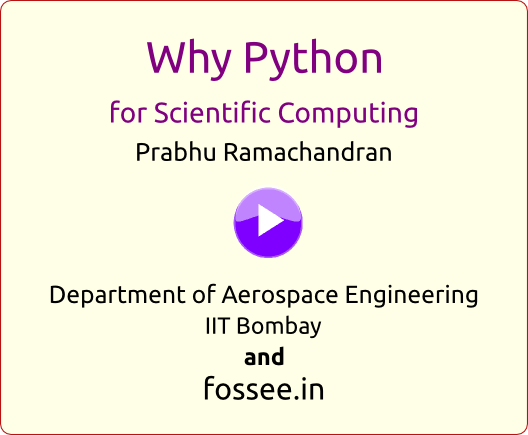 Why Python
for Scientific Computing
Prabhu Ramachandran
Department of Aerospace Engineering
IIT Bombay
and
fossee.in